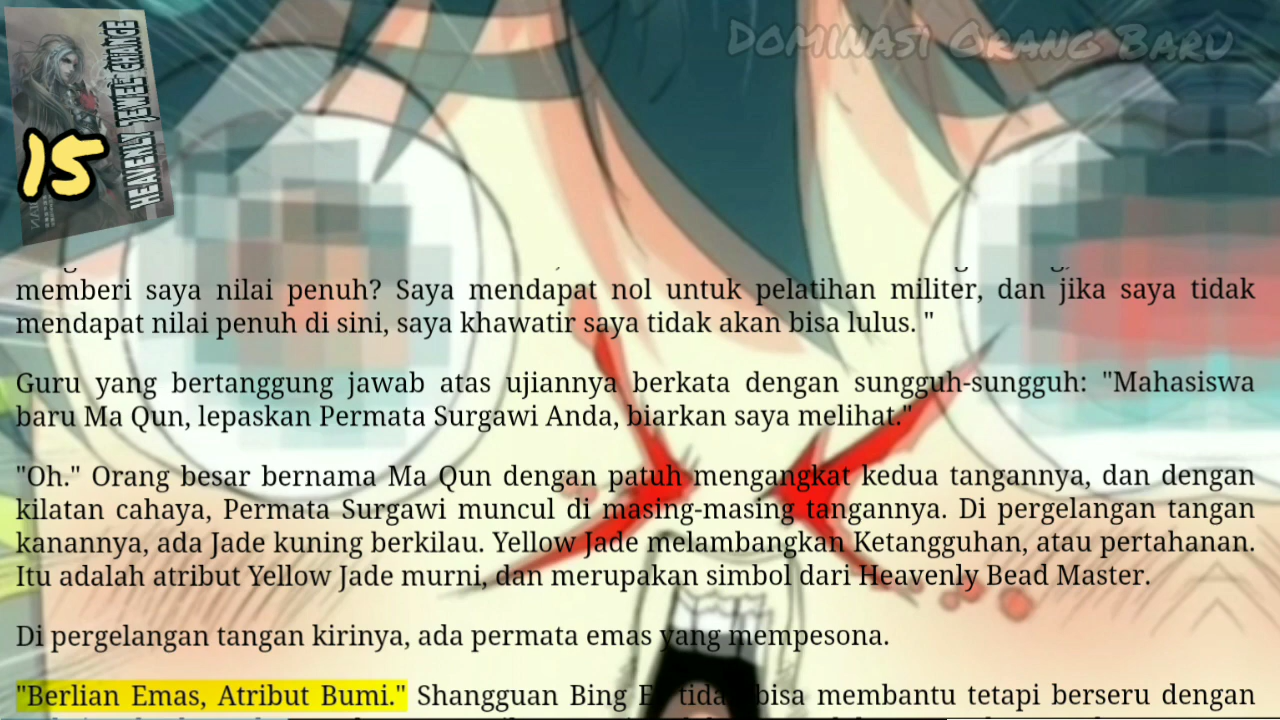 Dominasi Orang Baru
HEAVENLY JEWEL CHANGE
15
memberi saya nilai penuh? Saya mendapat nol untuk pelatihan militer, dan jika saya tidak
mendapat nilai penuh di sini, saya khawatir saya tidak akan bisa lulus. "
Guru yang bertanggung jawab atas ujiannya berkata dengan sungguh-sungguh: "Mahasiswa
baru Ma Qun, lepaskan Permata Surgawi Anda, biarkan saya melihat."
"Oh." Orang besar bernama Ma Qun dengan patuh mengangkat kedua tangannya, dan dengan
kilatan cahaya, Permata Surgawi muncul di masing-masing tangannya. Di pergelangan tangan
kanannya, ada Jade kuning berkilau. Yellow Jade melambangkan Ketangguhan, atau pertahanan.
Itu adalah atribut Yellow Jade murni, dan merupakan simbol dari Heavenly Bead Master.
Di pergelangan tangan kirinya, ada permata emas yang mempesona.
"Berlian Emas, Atribut Bumi." Shangguan Bing tidak bisa membantu tetapi berseru dengan